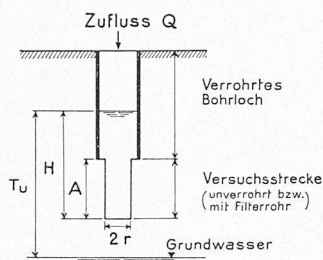 Zufluss Q
Verrohrtes
Bohrloch
H
Tu
A
Versuchsstrecke
(unverrohrt bzw.
mit Filterrohr)
2 r
Grundwasser